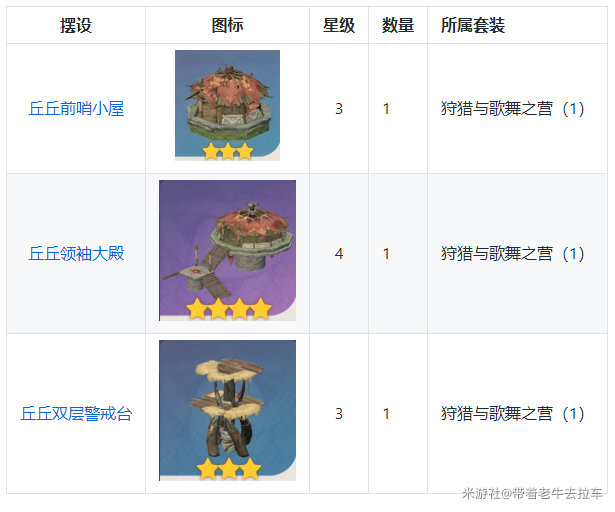 摆设 图标 星级 数量 所属套装
丘丘前哨小屋 3 1 狩猎与歌舞之营（1）
丘丘领袖大殿 4 1 狩猎与歌舞之营（1）
丘丘双层警戒台 3 1 狩猎与歌舞之营（1）
米游社@带着老牛去拉车